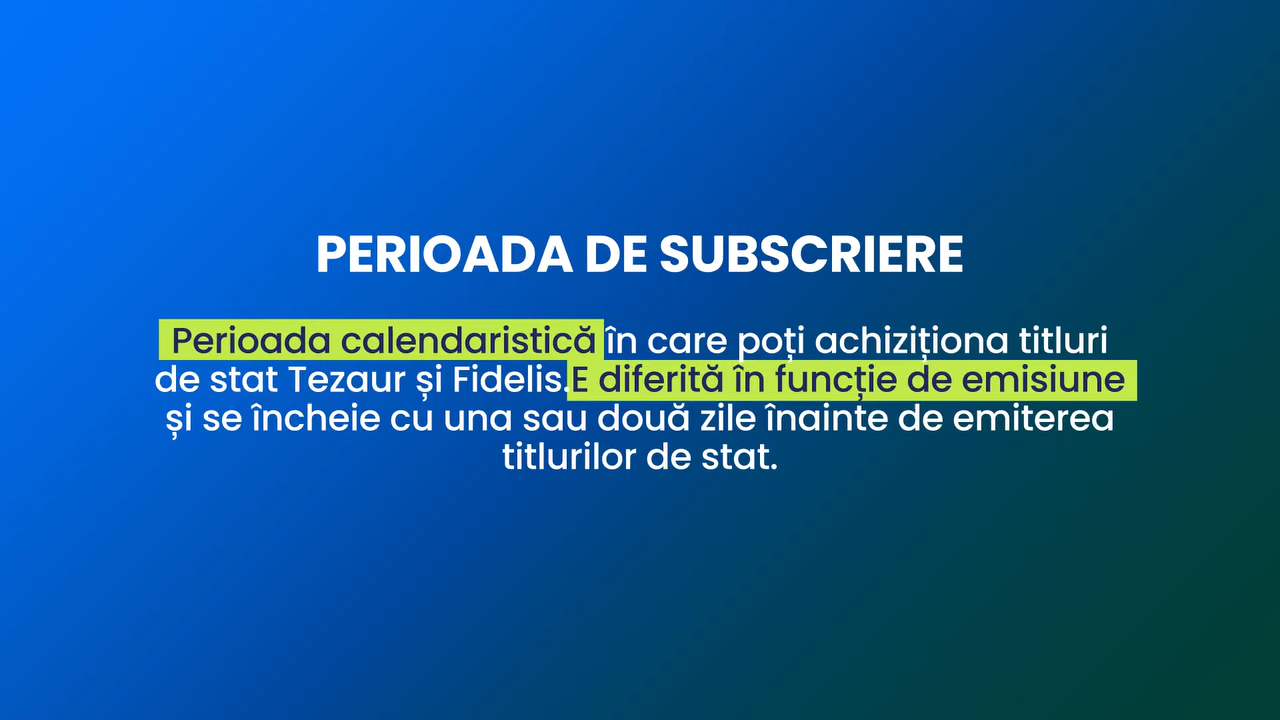 PERIOADA DE SUBSCRIERE
Perioada calendaristică în care poți achiziționa titluri
de stat Tezaur și Fidelis. E diferită în funcție de emisiune
și se încheie cu una sau două zile înainte de emiterea
titlurilor de stat.